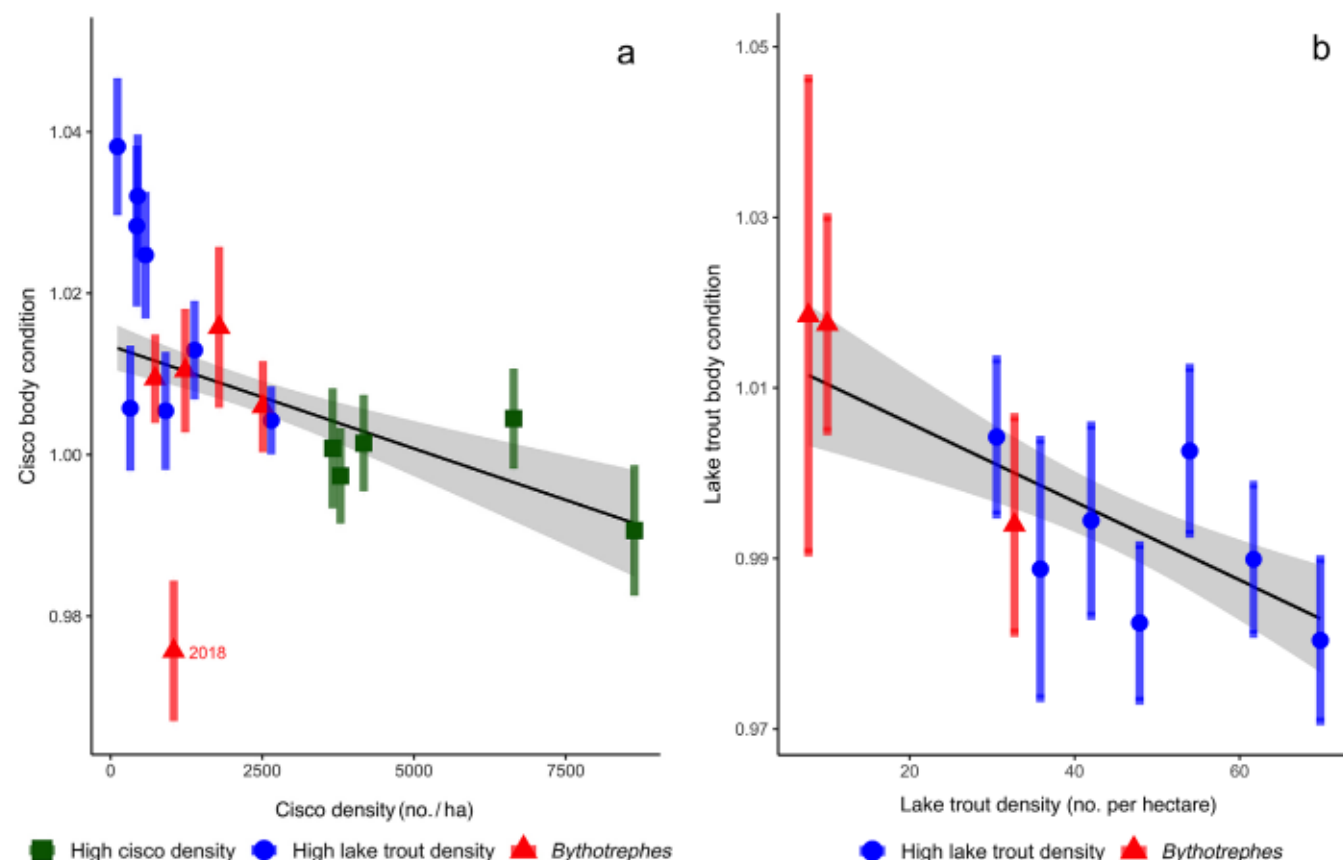 a
Cisco body condition
1.04
1.02
1.00
0.98
2018
0
2500
5000
7500
Cisco density (no./ha)
High cisco density
High lake trout density
Bythotrephes
b
Lake trout body condition
1.05
1.03
1.01
0.99
0.97
20
40
60
Lake trout density (no. per hectare)
High lake trout density
Bythotrephes